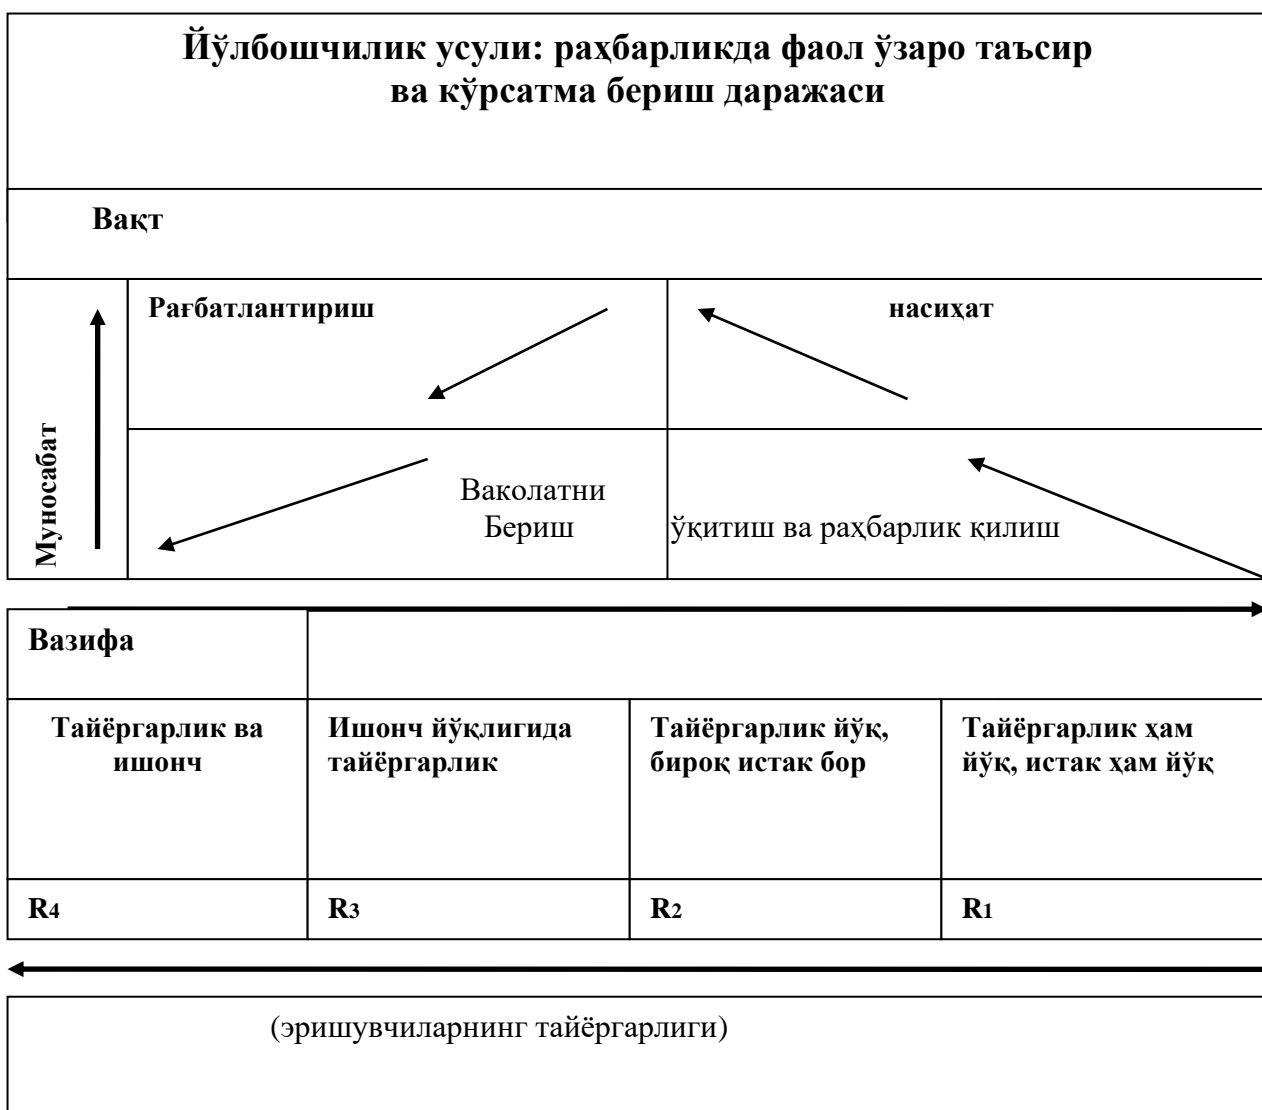 Йўлбошчилик усули: раҳбарликда фаол ўзаро таъсир
ва кўрсатма бериш даражаси
Вақт
Муносабат
Рағбатлантириш
насиҳат
Ваколатни
Бериш
ўқитиш ва раҳбарлик қилиш
Вазифа
Тайёргарлик ва
ишонч
Ишонч йўқлигида
тайёргарлик
Тайёргарлик йўқ,
бироқ истак бор
Тайёргарлик ҳам
йўқ, истак ҳам йўқ
R4
R3
R2
R1
(эришувчиларнинг тайёргарлиги)